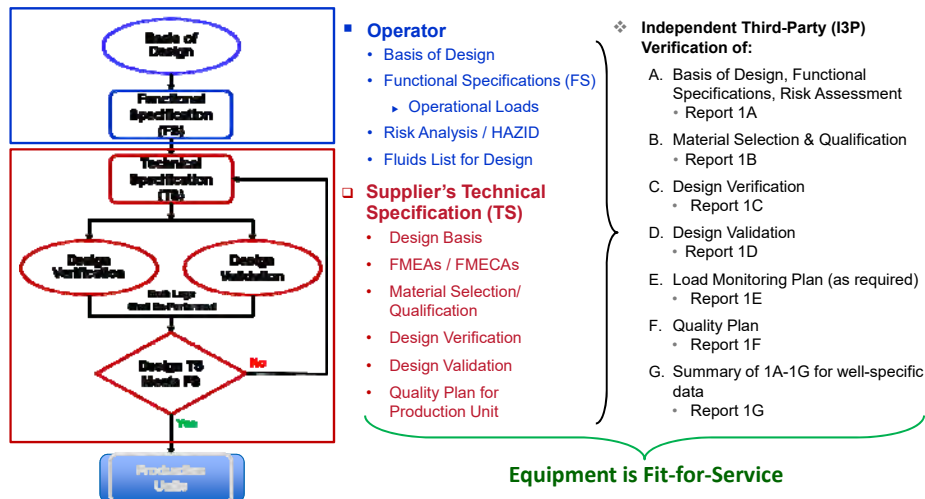 Basis of
Design
Functional
Specification
(FS)
Technical
Specification
(TS)
Design
Verification
Design
Validation
Both Legs
Shall Be Performed
Design TS
Meets FS
No
Yes
Production
Units
Operator
Basis of Design
Functional Specifications (FS)
Operational Loads
Risk Analysis / HAZID
Fluids List for Design
Supplier's Technical
Specification (TS)
Design Basis
FMEAs / FMECAs
Material Selection/
Qualification
Design Verification
Design Validation
Quality Plan for
Production Unit
Independent Third-Party (I3P)
Verification of:
A. Basis of Design, Functional
Specifications, Risk Assessment
• Report 1A
B. Material Selection & Qualification
• Report 1B
C. Design Verification
• Report 1C
D. Design Validation
• Report 1D
E. Load Monitoring Plan (as required)
• Report 1E
F. Quality Plan
• Report 1F
G. Summary of 1A-1G for well-specific
data
• Report 1G
Equipment is Fit-for-Service